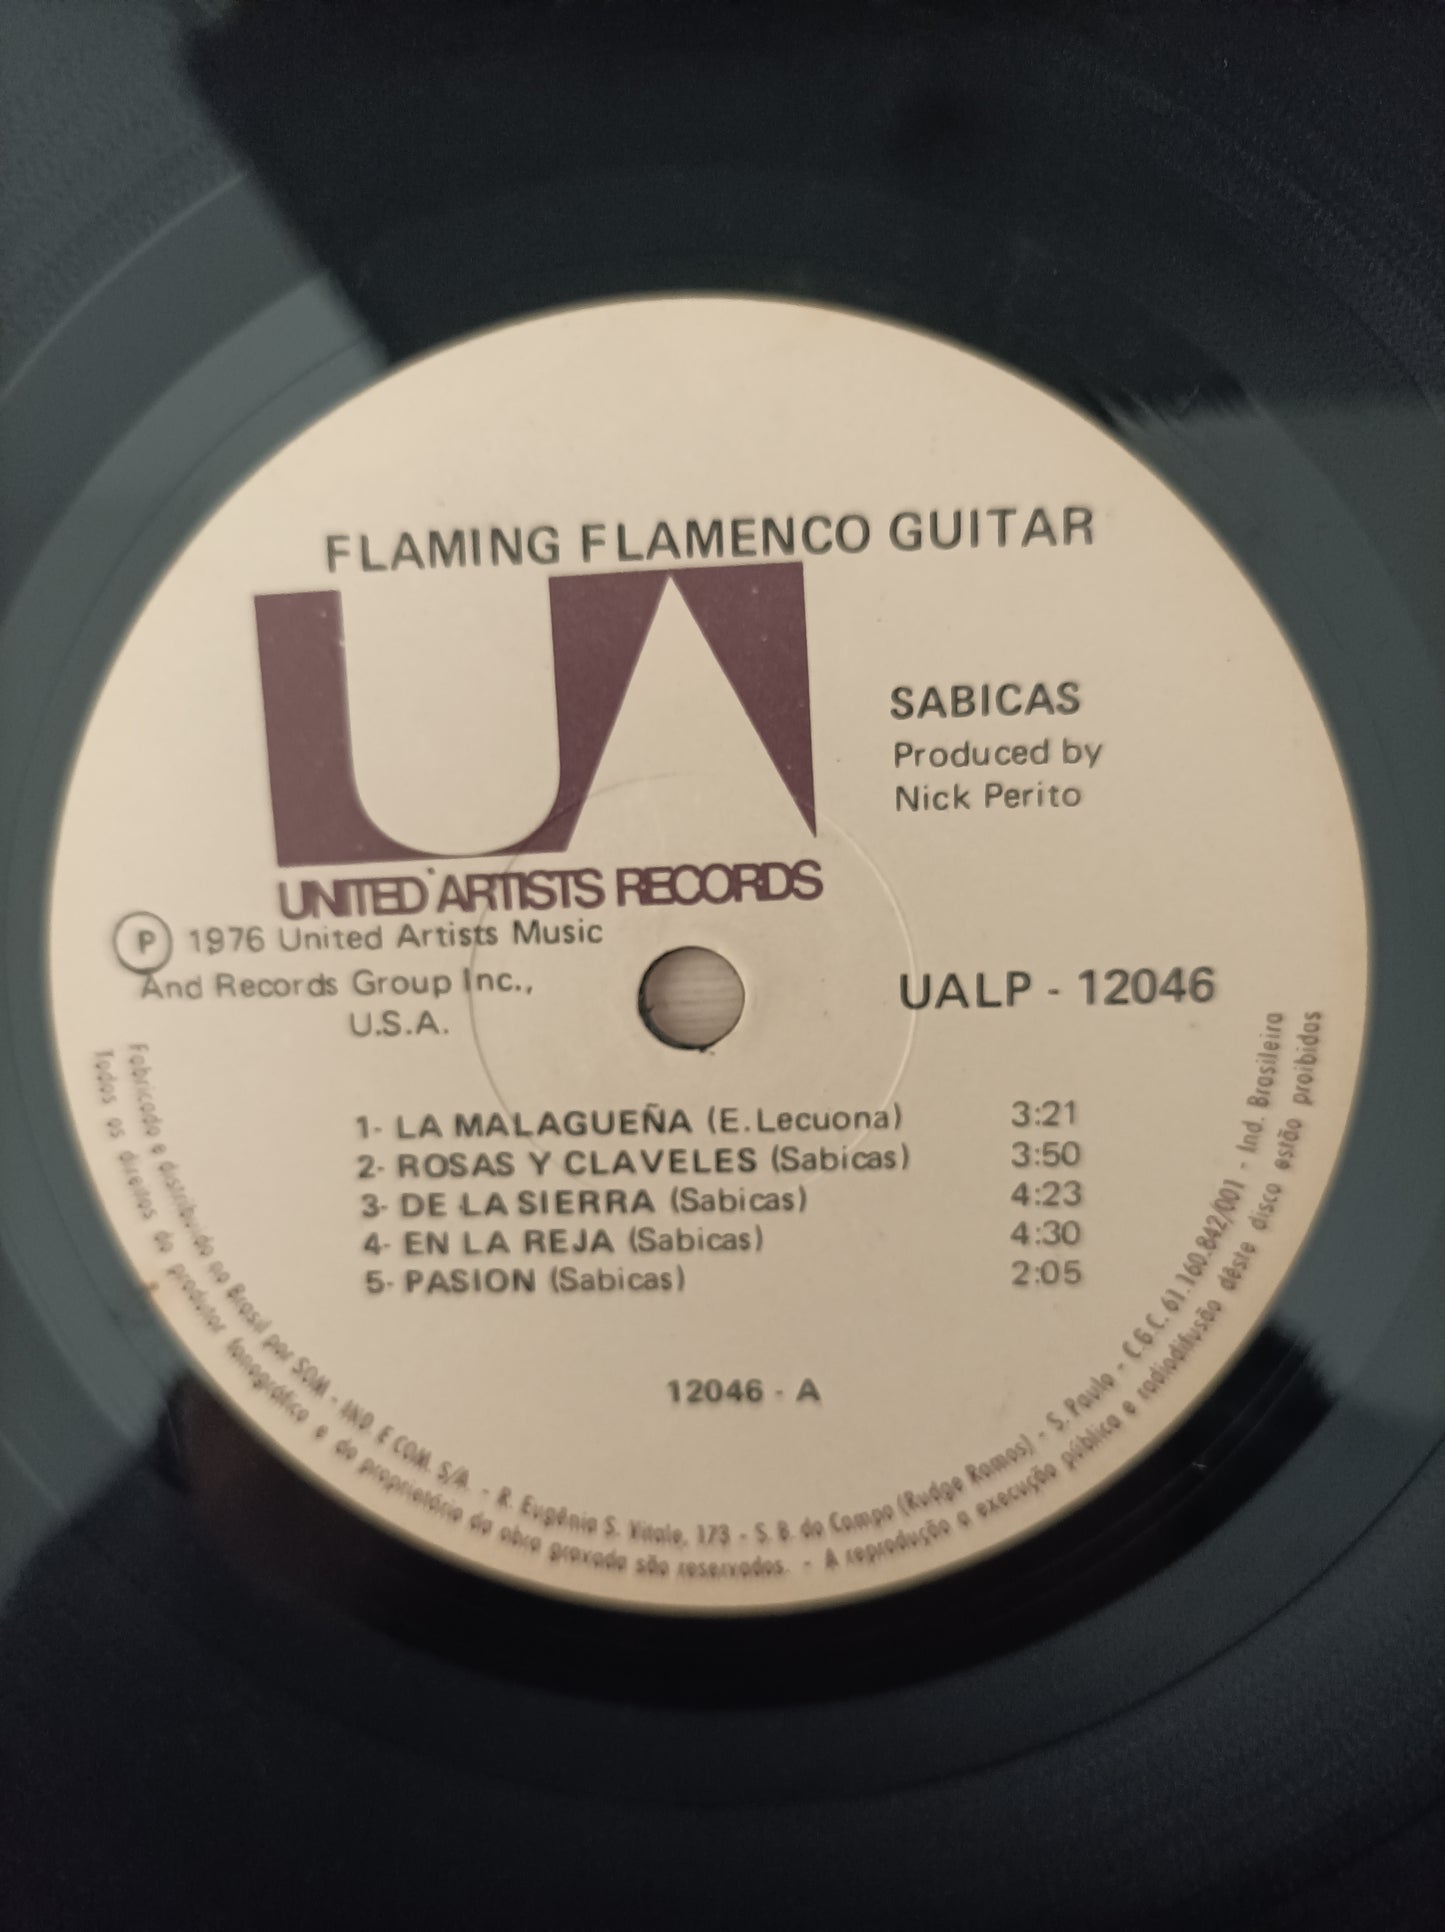 FLAMING FLAMENCO GUITAR
UA
UNITED ARTISTS RECORDS
SABICAS
Produced by
Nick Perito
Ⓟ 1976 United Artists Music
And Records Group Inc.,
U.S.A.
UALP - 12046
1- LA MALAGUEÑA (E. Lecuona) 3:21
2- ROSAS Y CLAVELES (Sabicas) 3:50
3- DE LA SIERRA (Sabicas) 4:23
4- EN LA REJA (Sabicas) 4:30
5- PASION (Sabicas) 2:05
12046 - A
Fabricado e distribuido no Brasil por SOM - IND. E COM. S/A. - R. Eugênia S. Vitale, 173 - S. B. do Campo (Rudge Ramos) - S. Paulo - C.G.C. 61.160.842/001 - Ind. Brasileira
Todos os direitos do produtor fonográfico e do proprietário da obra gravada são reservados. - A reprodução a execução pública e radiodifusão dêste disco estão proibidas